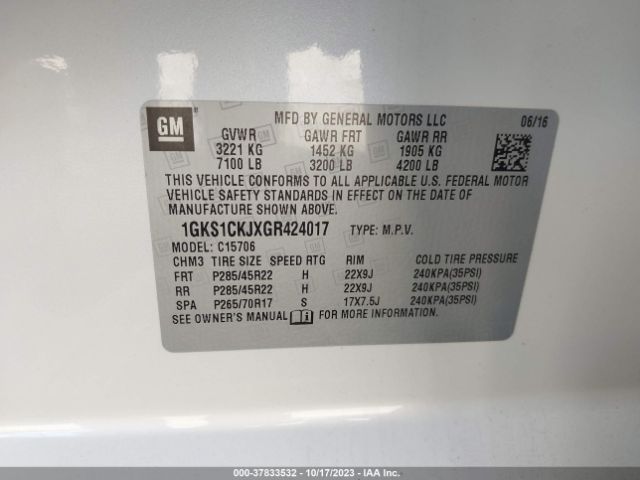 GM
MFD BY GENERAL MOTORS LLC 06/16
GVWR GAWR FRT GAWR RR
3221 KG 1452 KG 1905 KG
7100 LB 3200 LB 4200 LB
THIS VEHICLE CONFORMS TO ALL APPLICABLE U.S. FEDERAL MOTOR
VEHICLE SAFETY STANDARDS IN EFFECT ON THE DATE OF
MANUFACTURE SHOWN ABOVE.
1GKS1CKJXGR424017 TYPE: M.P.V.
MODEL: C15706
CHM3 TIRE SIZE SPEED RTG RIM COLD TIRE PRESSURE
FRT P285/45R22 H 22X9J 240KPA(35PSI)
RR P285/45R22 H 22X9J 240KPA(35PSI)
SPA P265/70R17 S 17X7.5J 240KPA(35PSI)
SEE OWNER'S MANUAL FOR MORE INFORMATION.
000-37833532 - 10/17/2023 - IAA Inc.